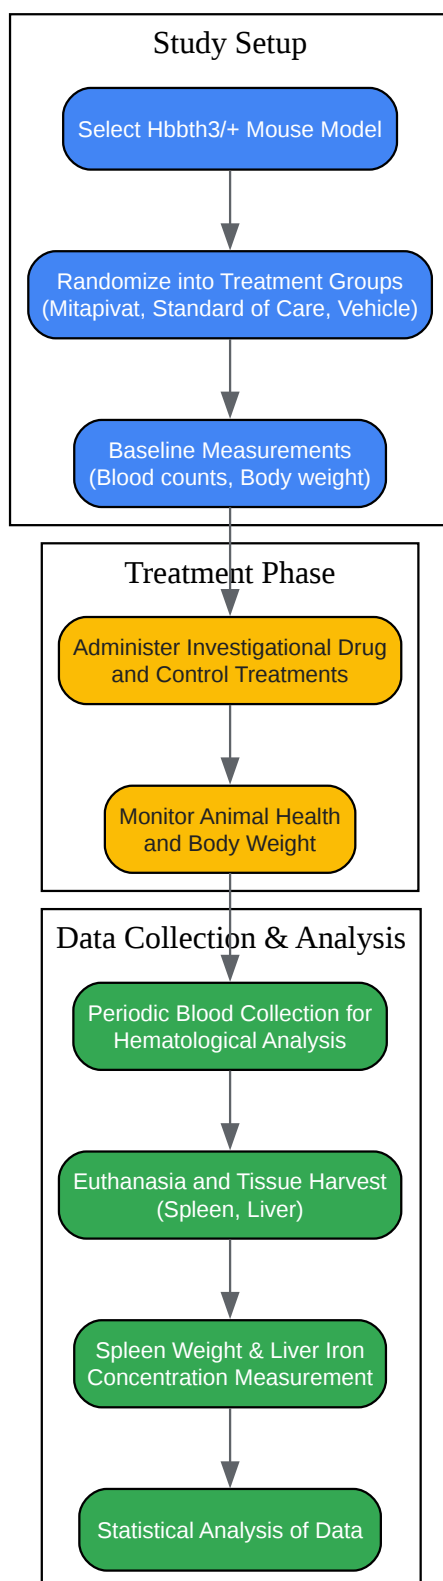 Study Setup
Select Hbbth3/+ Mouse Model
Randomize into Treatment Groups
(Mitapivat, Standard of Care, Vehicle)
Baseline Measurements
(Blood counts, Body weight)
Treatment Phase
Administer Investigational Drug
and Control Treatments
Monitor Animal Health
and Body Weight
Data Collection & Analysis
Periodic Blood Collection for
Hematological Analysis
Euthanasia and Tissue Harvest
(Spleen, Liver)
Spleen Weight & Liver Iron
Concentration Measurement
Statistical Analysis of Data